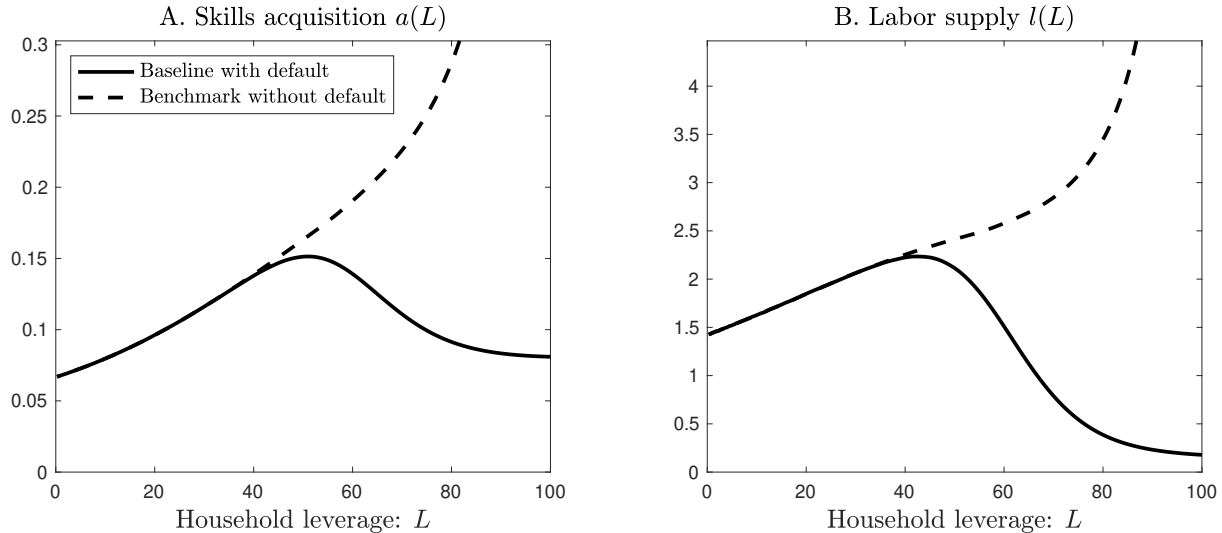 A. Skills acquisition a(L)
0.3
0.25
0.2
0.15
0.1
0.05
0
Baseline with default
Benchmark without default
0 20 40 60 80 100
Household leverage: L
B. Labor supply l(L)
4
3.5
3
2.5
2
1.5
1
0.5
0
0 20 40 60 80 100
Household leverage: L